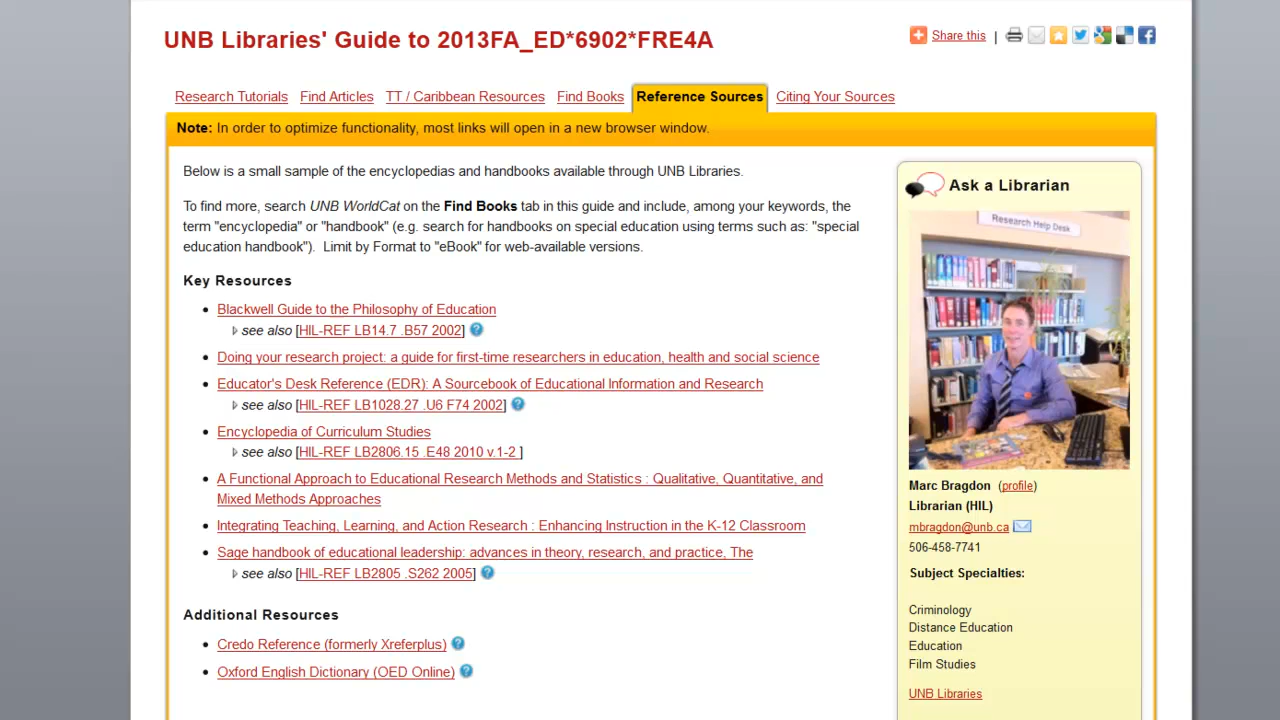 UNB Libraries' Guide to 2013FA_ED*6902*FRE4A
Share this |
Research Tutorials Find Articles TT / Caribbean Resources Find Books Reference Sources Citing Your Sources
Note: In order to optimize functionality, most links will open in a new browser window.
Below is a small sample of the encyclopedias and handbooks available through UNB Libraries.
To find more, search UNB WorldCat on the Find Books tab in this guide and include, among your keywords, the
term "encyclopedia" or "handbook" (e.g. search for handbooks on special education using terms such as: "special
education handbook"). Limit by Format to "eBook" for web-available versions.
Key Resources
Blackwell Guide to the Philosophy of Education
see also [HIL-REF LB14.7 .B57 2002]
Doing your research project: a guide for first-time researchers in education, health and social science
Educator's Desk Reference (EDR): A Sourcebook of Educational Information and Research
see also [HIL-REF LB1028.27 .U6 F74 2002]
Encyclopedia of Curriculum Studies
see also [HIL-REF LB2806.15 .E48 2010 v.1-2 ]
A Functional Approach to Educational Research Methods and Statistics : Qualitative, Quantitative, and
Mixed Methods Approaches
Integrating Teaching, Learning, and Action Research : Enhancing Instruction in the K-12 Classroom
Sage handbook of educational leadership: advances in theory, research, and practice, The
see also [HIL-REF LB2805 .S262 2005]
Additional Resources
Credo Reference (formerly Xreferplus)
Oxford English Dictionary (OED Online)
Ask a Librarian
Research Help Desk
Marc Bragdon (profile)
Librarian (HIL)
mbragdon@unb.ca
506-458-7741
Subject Specialties:
Criminology
Distance Education
Education
Film Studies
UNB Libraries